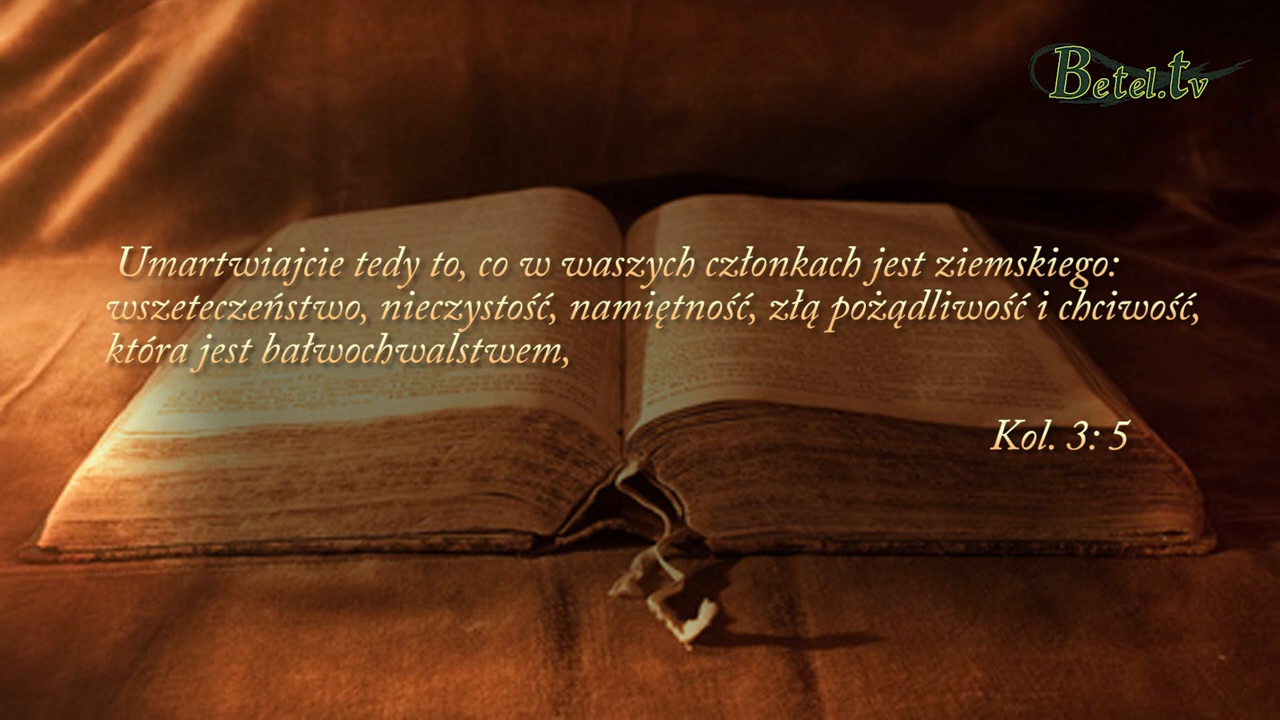 Betel.tv
Umartwiajcie tedy to, co w waszych członkach jest ziemskiego:
wszeteczeństwo, nieczystość, namiętność, złą pożądliwość i chciwość,
która jest bałwochwalstwem,
Kol. 3: 5